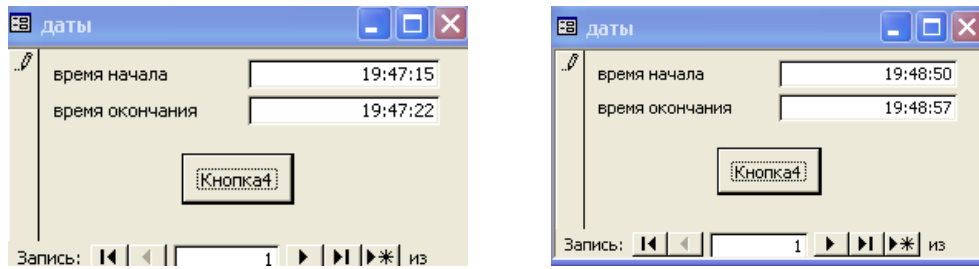 даты
время начала 19:47:15
время окончания 19:47:22
Кнопка4
Запись: 1 из
даты
время начала 19:48:50
время окончания 19:48:57
Кнопка4
Запись: 1 из